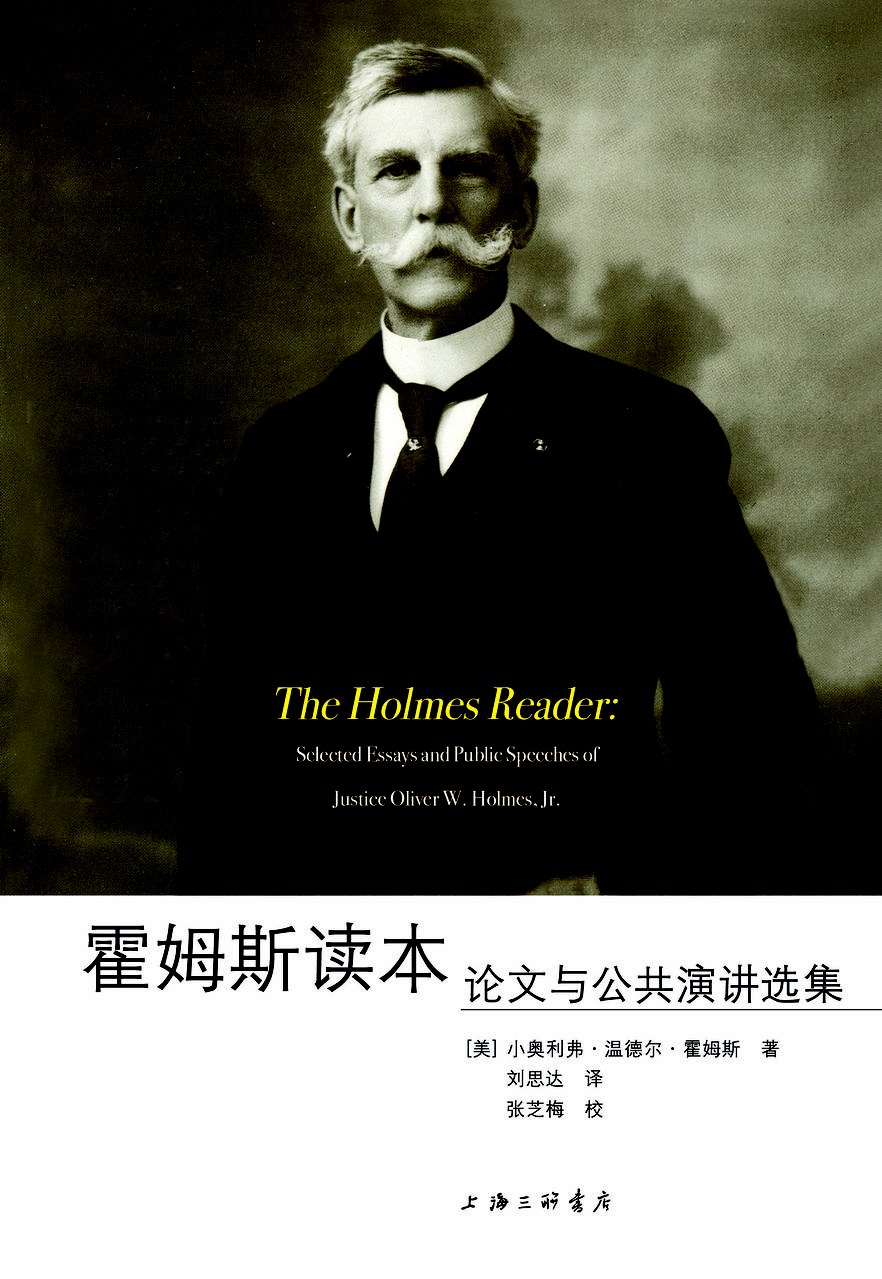 The Holmes Reader:
Selected Essays and Public Speeches of
Justice Oliver W. Holmes, Jr.
霍姆斯读本
论文与公共演讲选集
[美] 小奥利弗·温德尔·霍姆斯 著
刘思达 译
张芝梅 校
上海三联书店